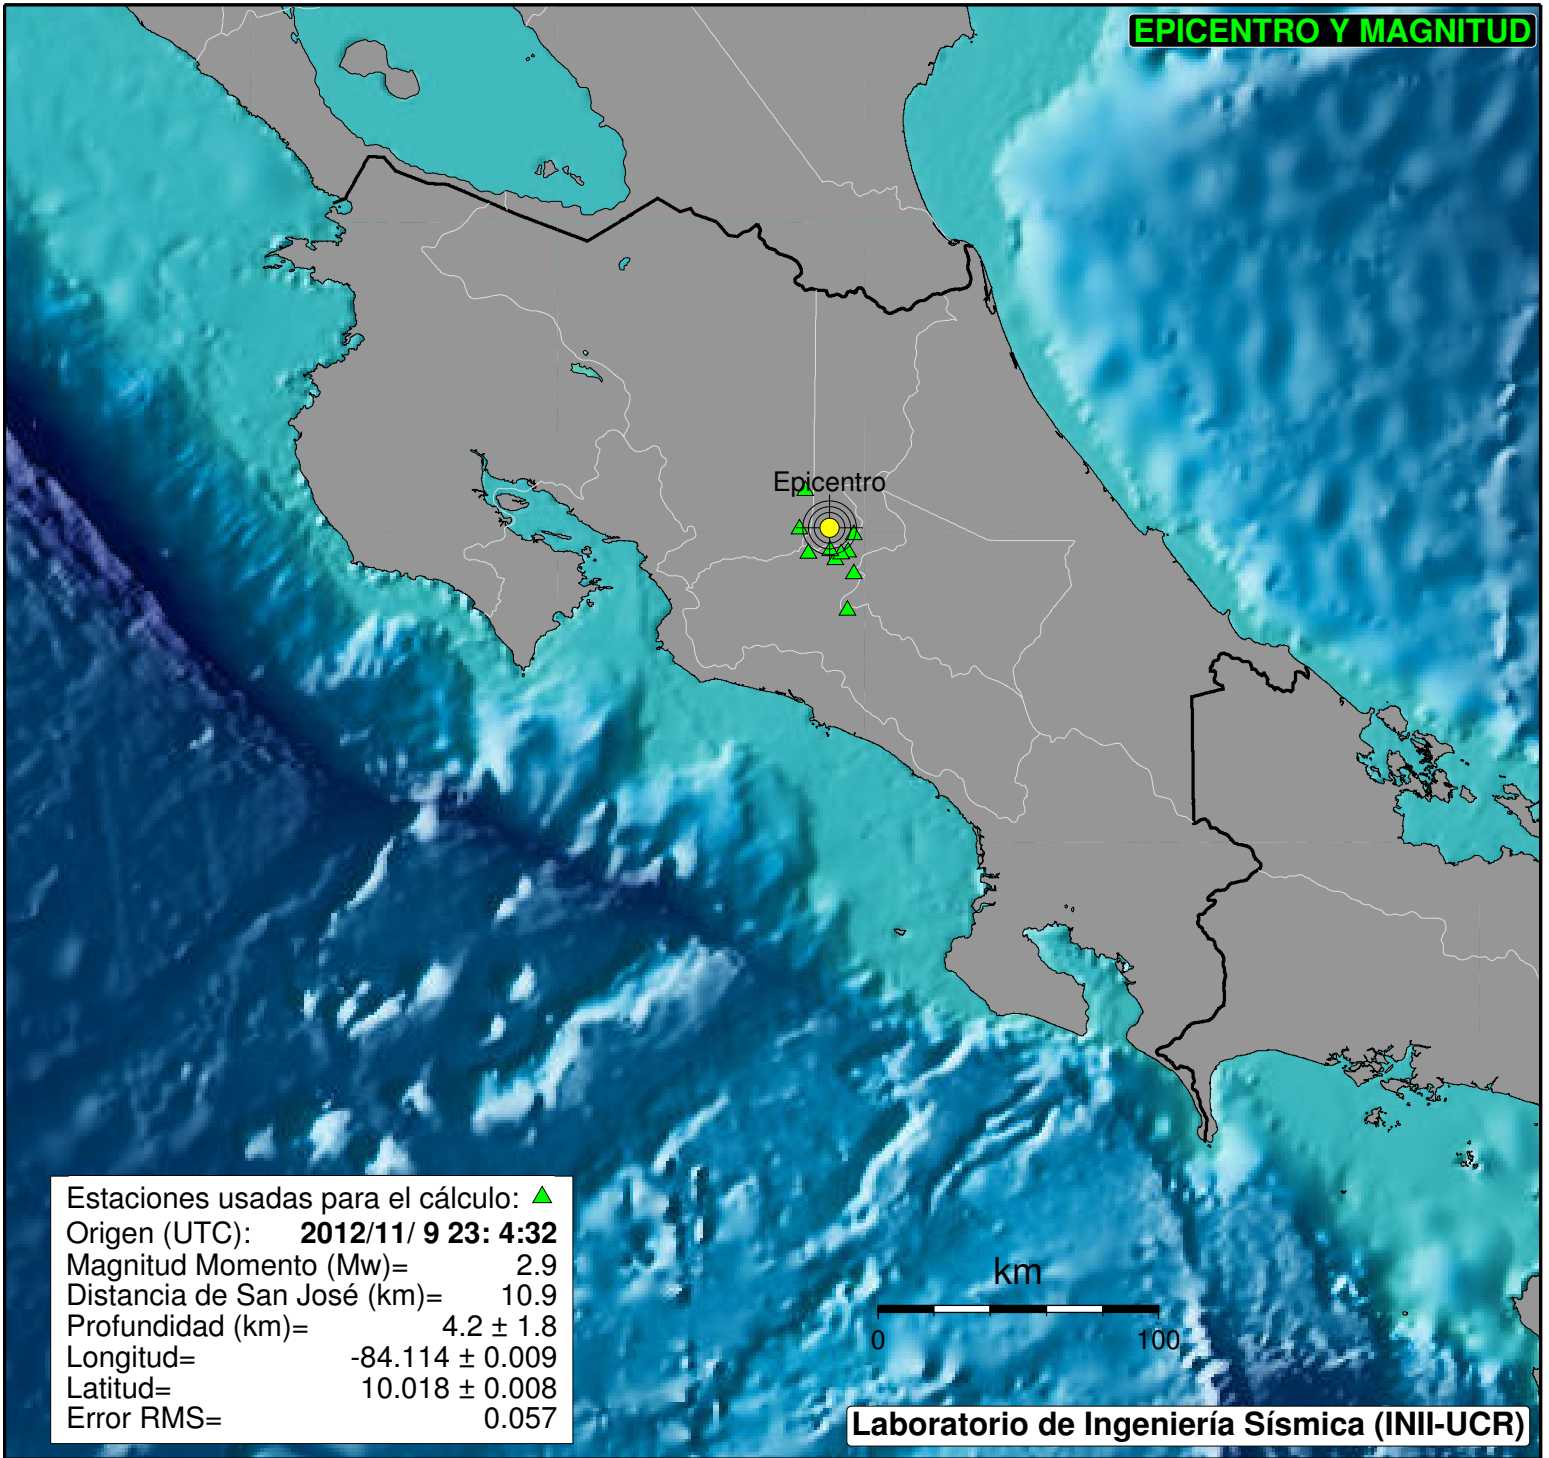 EPICENTRO Y MAGNITUD
Epicentro
Estaciones usadas para el cálculo:
Origen (UTC): 2012/11/ 9 23: 4:32
Magnitud Momento (Mw)= 2.9
Distancia de San José (km)= 10.9
Profundidad (km)= 4.2 ± 1.8
Longitud= -84.114 ± 0.009
Latitud= 10.018 ± 0.008
Error RMS= 0.057
km
0 100
Laboratorio de Ingeniería Sísmica (INII-UCR)